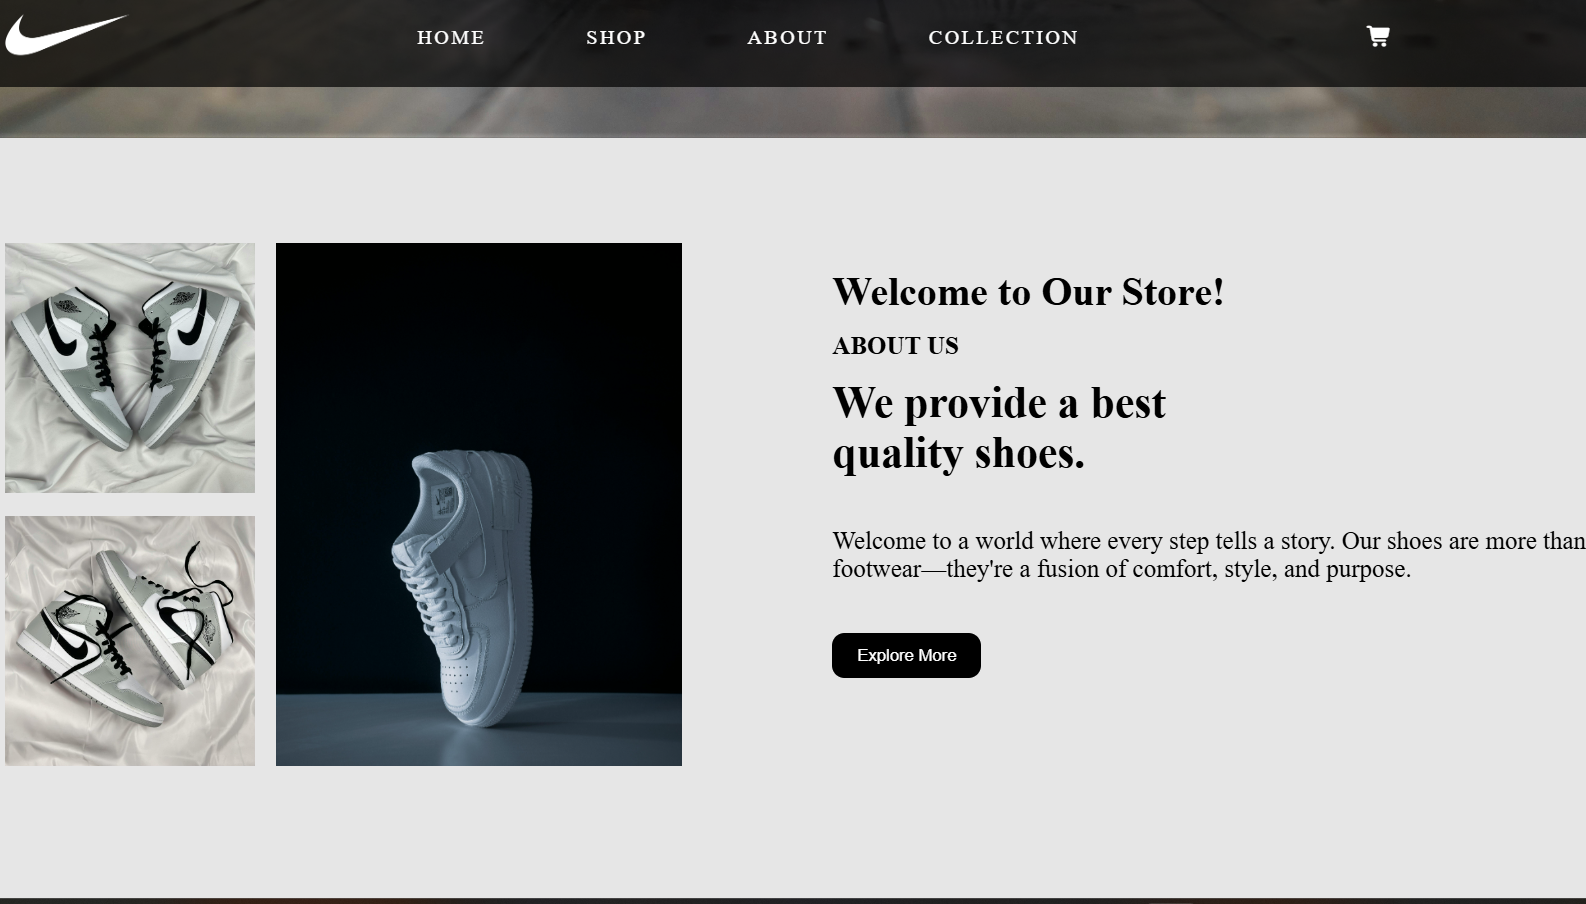 HOME
SHOP
ABOUT
COLLECTION
Welcome to Our Store!
ABOUT US
We provide a best
quality shoes.
Welcome to a world where every step tells a story. Our shoes are more than
footwear—they're a fusion of comfort, style, and purpose.
Explore More